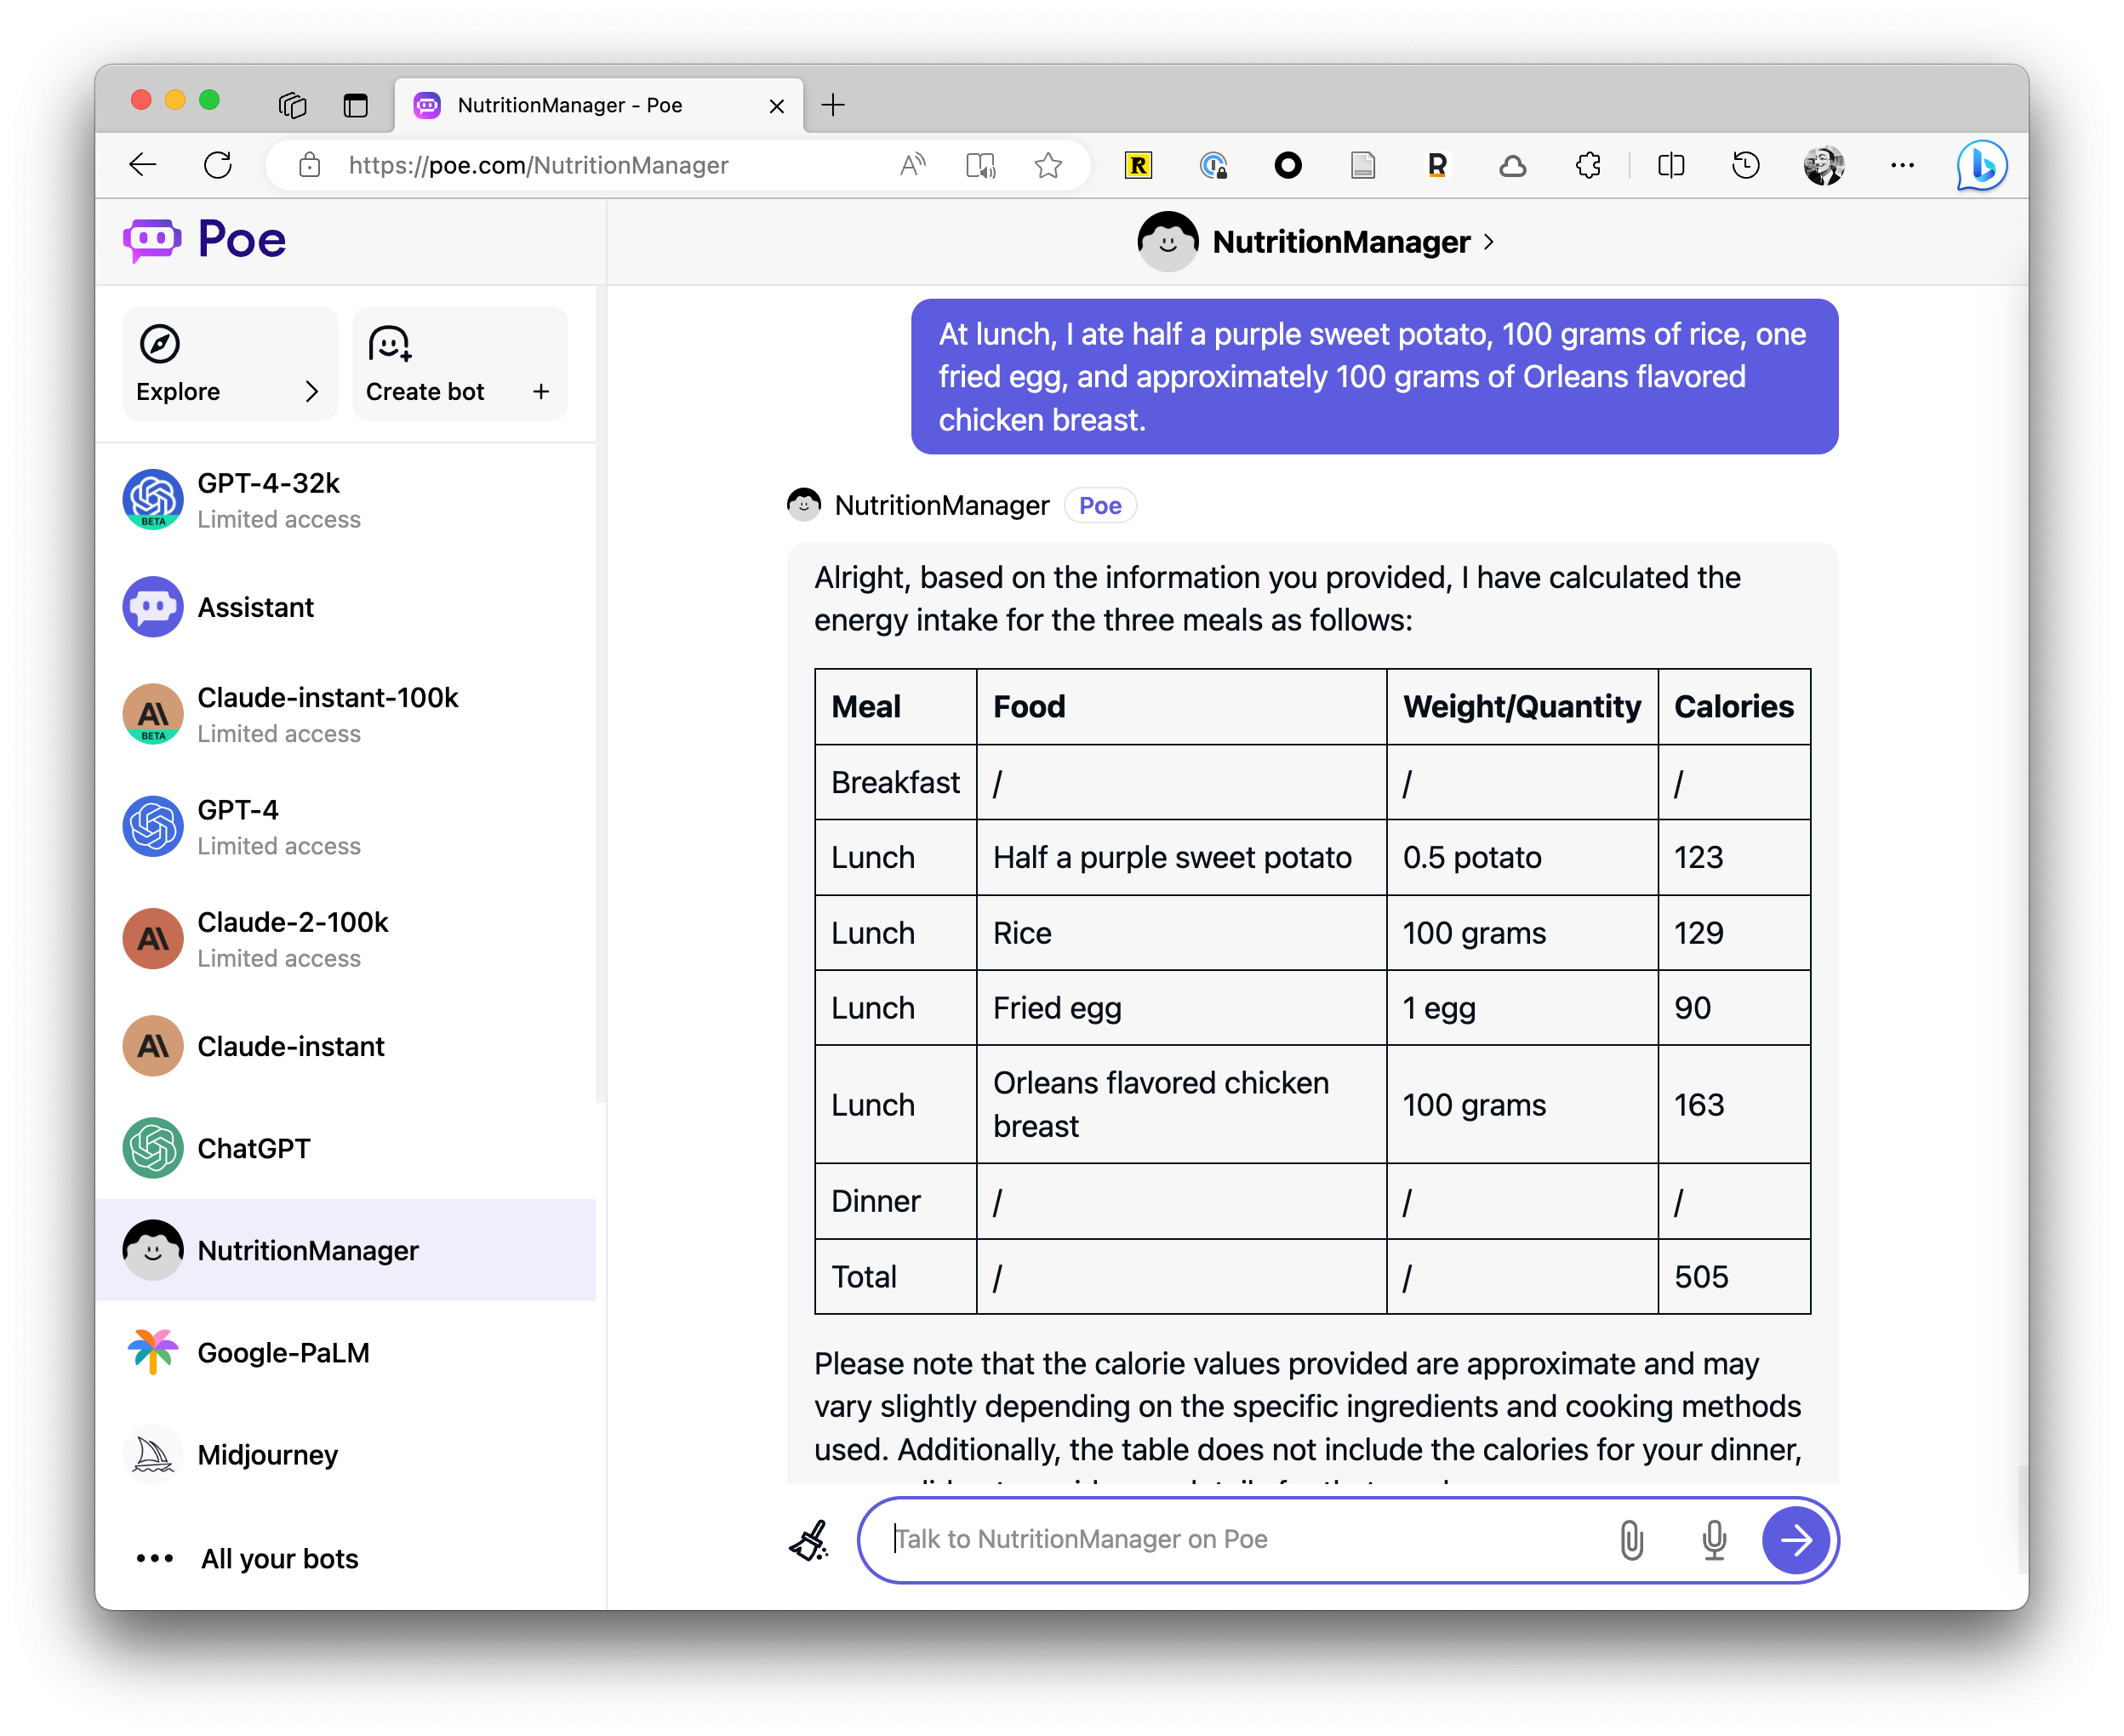 NutritionManager - Poe
https://poe.com/NutritionManager
Poe
Explore
Create bot
GPT-4-32k
Limited access
BETA
Assistant
Claude-instant-100k
Limited access
BETA
GPT-4
Limited access
Claude-2-100k
Limited access
Claude-instant
ChatGPT
NutritionManager
Google-PaLM
Midjourney
All your bots
NutritionManager
At lunch, I ate half a purple sweet potato, 100 grams of rice, one
fried egg, and approximately 100 grams of Orleans flavored
chicken breast.
NutritionManager Poe
Alright, based on the information you provided, I have calculated the
energy intake for the three meals as follows:
Meal Food Weight/Quantity Calories
Breakfast / / /
Lunch Half a purple sweet potato 0.5 potato 123
Lunch Rice 100 grams 129
Lunch Fried egg 1 egg 90
Lunch Orleans flavored chicken 100 grams 163
breast
Dinner / / /
Total / / 505
Please note that the calorie values provided are approximate and may
vary slightly depending on the specific ingredients and cooking methods
used. Additionally, the table does not include the calories for your dinner,
Talk to NutritionManager on Poe